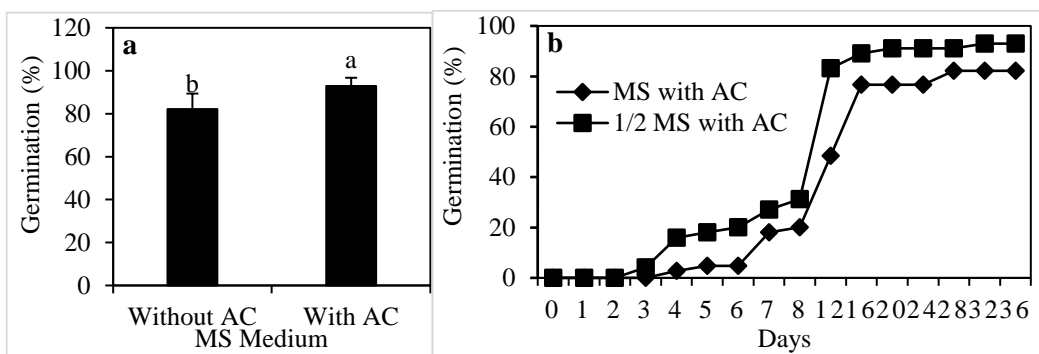 a
Germination (%)
120
100
80
60
40
20
0
b
a
Without AC
With AC
MS Medium
b
Germination (%)
100
80
60
40
20
0
MS with AC
1/2 MS with AC
0 1 2 3 4 5 6 7 8 12 16 20 24 28 32 36
Days